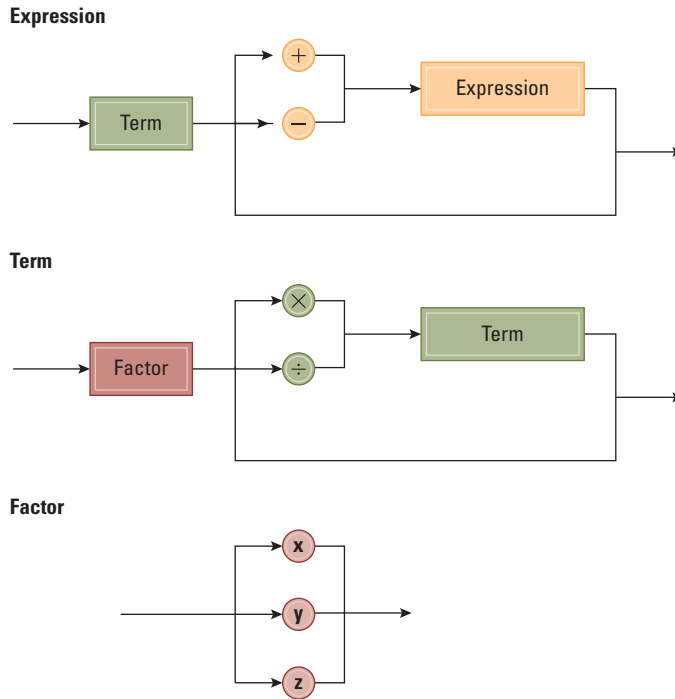 Expression
+
Term
Expression
−
Term
×
Term
Factor
÷
Factor
x
y
z